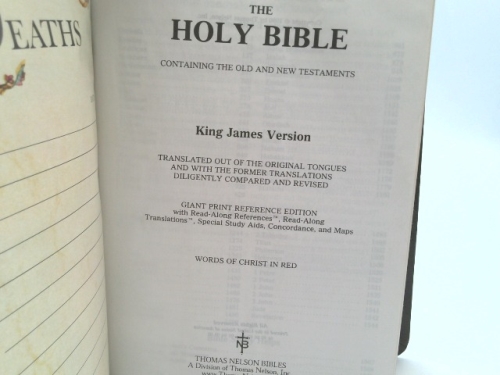 DEATHS
THE
HOLY BIBLE
CONTAINING THE OLD AND NEW TESTAMENTS
King James Version
TRANSLATED OUT OF THE ORIGINAL TONGUES
AND WITH THE FORMER TRANSLATIONS
DILIGENTLY COMPARED AND REVISED
GIANT PRINT REFERENCE EDITION
with Read-Along References™, Read-Along
Translations™, Special Study Aids, Concordance, and Maps
WORDS OF CHRIST IN RED
NB
THOMAS NELSON BIBLES
A Division of Thomas Nelson, Inc.